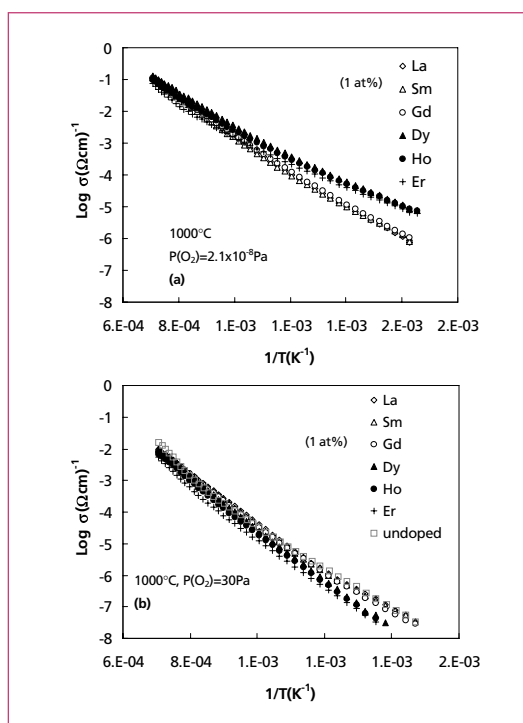 0
-1
-2
-3
-4
-5
-6
-7
-8
Log σ(Ωcm)⁻¹
La
Sm
(1 at%)
Gd
Dy
Ho
Er
1000°C
P(O₂)=2.1x10⁻⁸Pa
(a)
6.E-04 8.E-04 1.E-03 1.E-03 1.E-03 2.E-03 2.E-03
1/T(K⁻¹)
0
-1
-2
-3
-4
-5
-6
-7
-8
Log σ(Ωcm)⁻¹
La
Sm
(1 at%)
Gd
Dy
Ho
Er
undoped
1000°C, P(O₂)=30Pa
(b)
6.E-04 8.E-04 1.E-03 1.E-03 1.E-03 2.E-03
1/T(K⁻¹)